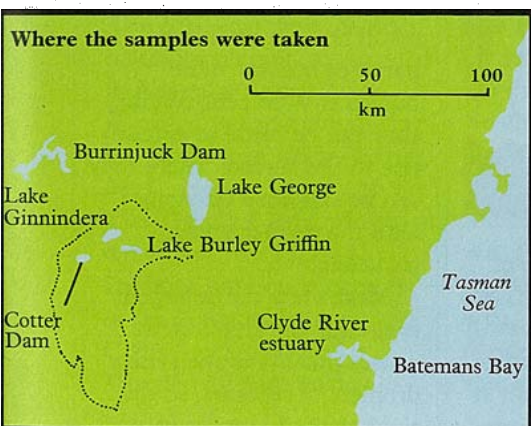 Where the samples were taken
0 50 100
km
Burrinjuck Dam
Lake George
Lake
Ginnindera
Lake Burley Griffin
Cotter
Dam
Tasman
Sea
Clyde River
estuary
Batemans Bay